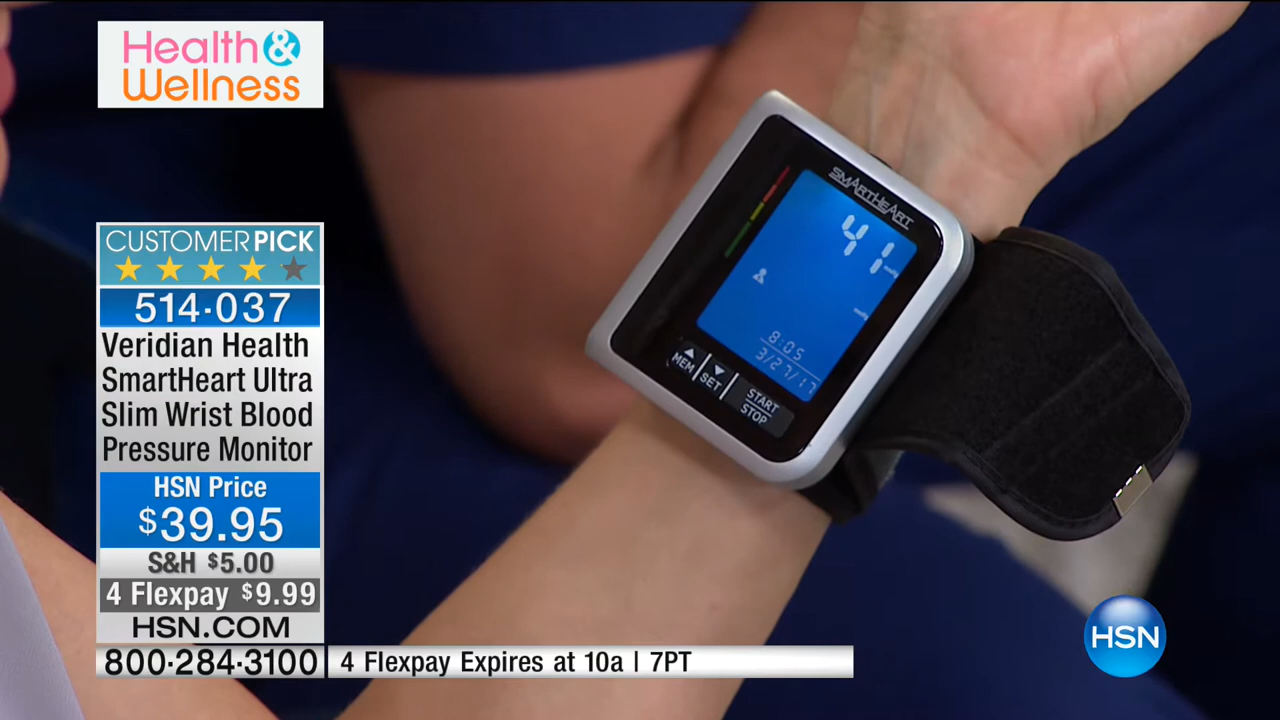 Health &
Wellness
CUSTOMER PICK
514·037
Veridian Health
SmartHeart Ultra
Slim Wrist Blood
Pressure Monitor
HSN Price
$39.95
S&H $5.00
4 Flexpay $9.99
HSN.COM
800·284·3100
4 Flexpay Expires at 10a | 7PT
SMARTHEART
41
mmHg
mmHg
8:05
3/27/17
MEM
SET
START
STOP
HSN